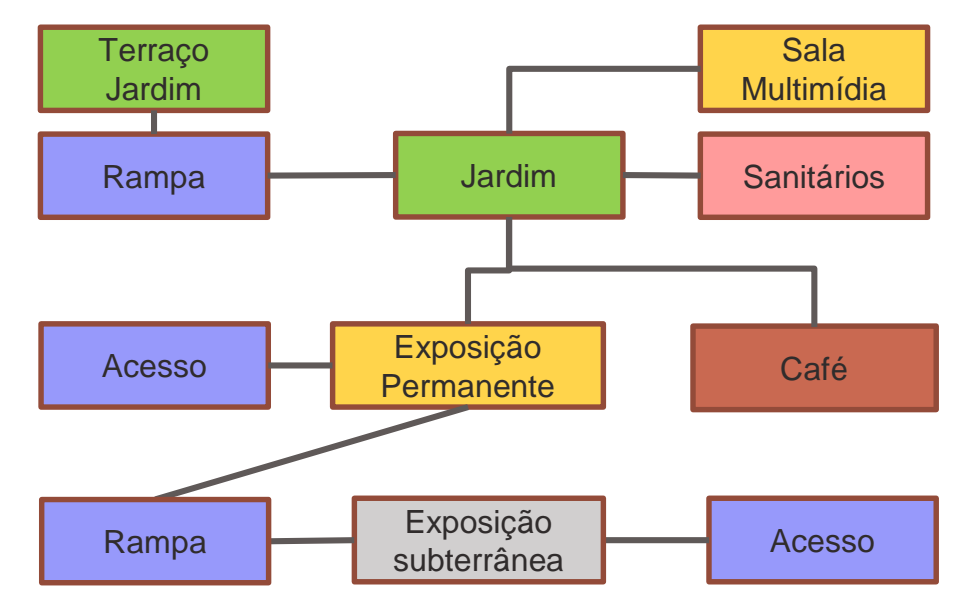 Terraço
Jardim
Sala
Multimídia
Rampa
Jardim
Sanitários
Acesso
Exposição
Permanente
Café
Rampa
Exposição
subterrânea
Acesso